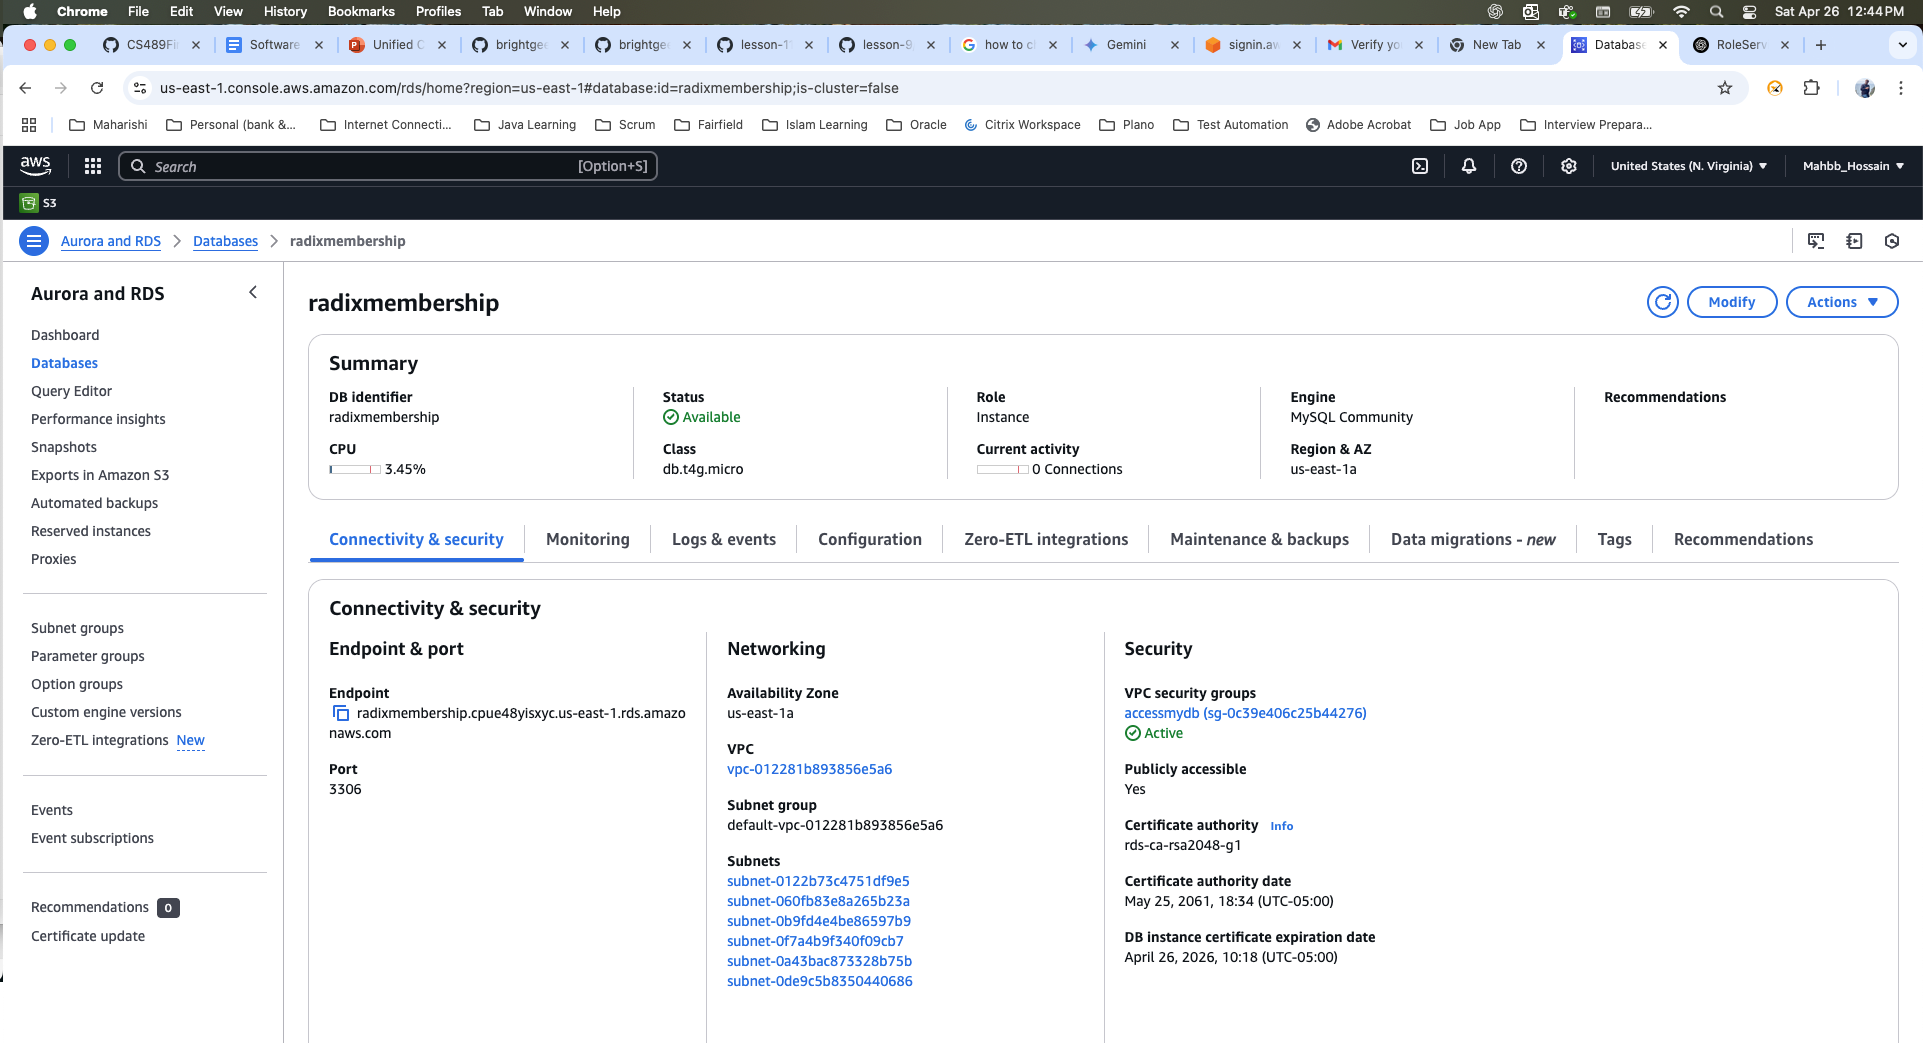 Chrome File Edit View History Bookmarks Profiles Tab Window Help Sat Apr 26 12:44 PM
CS489Fi Software Unified C brightge brightge lesson-1 lesson-9 how to c Gemini signin.aw Verify yo New Tab Database RoleServ
us-east-1.console.aws.amazon.com/rds/home?region=us-east-1#database:id=radixmembership;is-cluster=false
Maharishi Personal (bank &... Internet Connecti... Java Learning Scrum Fairfield Islam Learning Oracle Citrix Workspace Plano Test Automation Adobe Acrobat Job App Interview Prepara...
aws Search [Option+S] United States (N. Virginia) Mahbb_Hossain
S3
Aurora and RDS Databases radixmembership
Aurora and RDS
Dashboard
Databases
Query Editor
Performance insights
Snapshots
Exports in Amazon S3
Automated backups
Reserved instances
Proxies
Subnet groups
Parameter groups
Option groups
Custom engine versions
Zero-ETL integrations New
Events
Event subscriptions
Recommendations 0
Certificate update
radixmembership
Modify Actions
Summary
DB identifier
radixmembership
CPU
3.45%
Status
Available
Class
db.t4g.micro
Role
Instance
Current activity
0 Connections
Engine
MySQL Community
Region & AZ
us-east-1a
Recommendations
Connectivity & security Monitoring Logs & events Configuration Zero-ETL integrations Maintenance & backups Data migrations - new Tags Recommendations
Connectivity & security
Endpoint & port
Endpoint
radixmembership.cpue48yisxyc.us-east-1.rds.amazo
naws.com
Port
3306
Networking
Availability Zone
us-east-1a
VPC
vpc-012281b893856e5a6
Subnet group
default-vpc-012281b893856e5a6
Subnets
subnet-0122b73c4751df9e5
subnet-060fb83e8a265b23a
subnet-0b9fd4e4be86597b9
subnet-0f7a4b9f340f09cb7
subnet-0a43bac873328b75b
subnet-0de9c5b8350440686
Security
VPC security groups
accessmydb (sg-0c39e406c25b44276)
Active
Publicly accessible
Yes
Certificate authority Info
rds-ca-rsa2048-g1
Certificate authority date
May 25, 2061, 18:34 (UTC-05:00)
DB instance certificate expiration date
April 26, 2026, 10:18 (UTC-05:00)